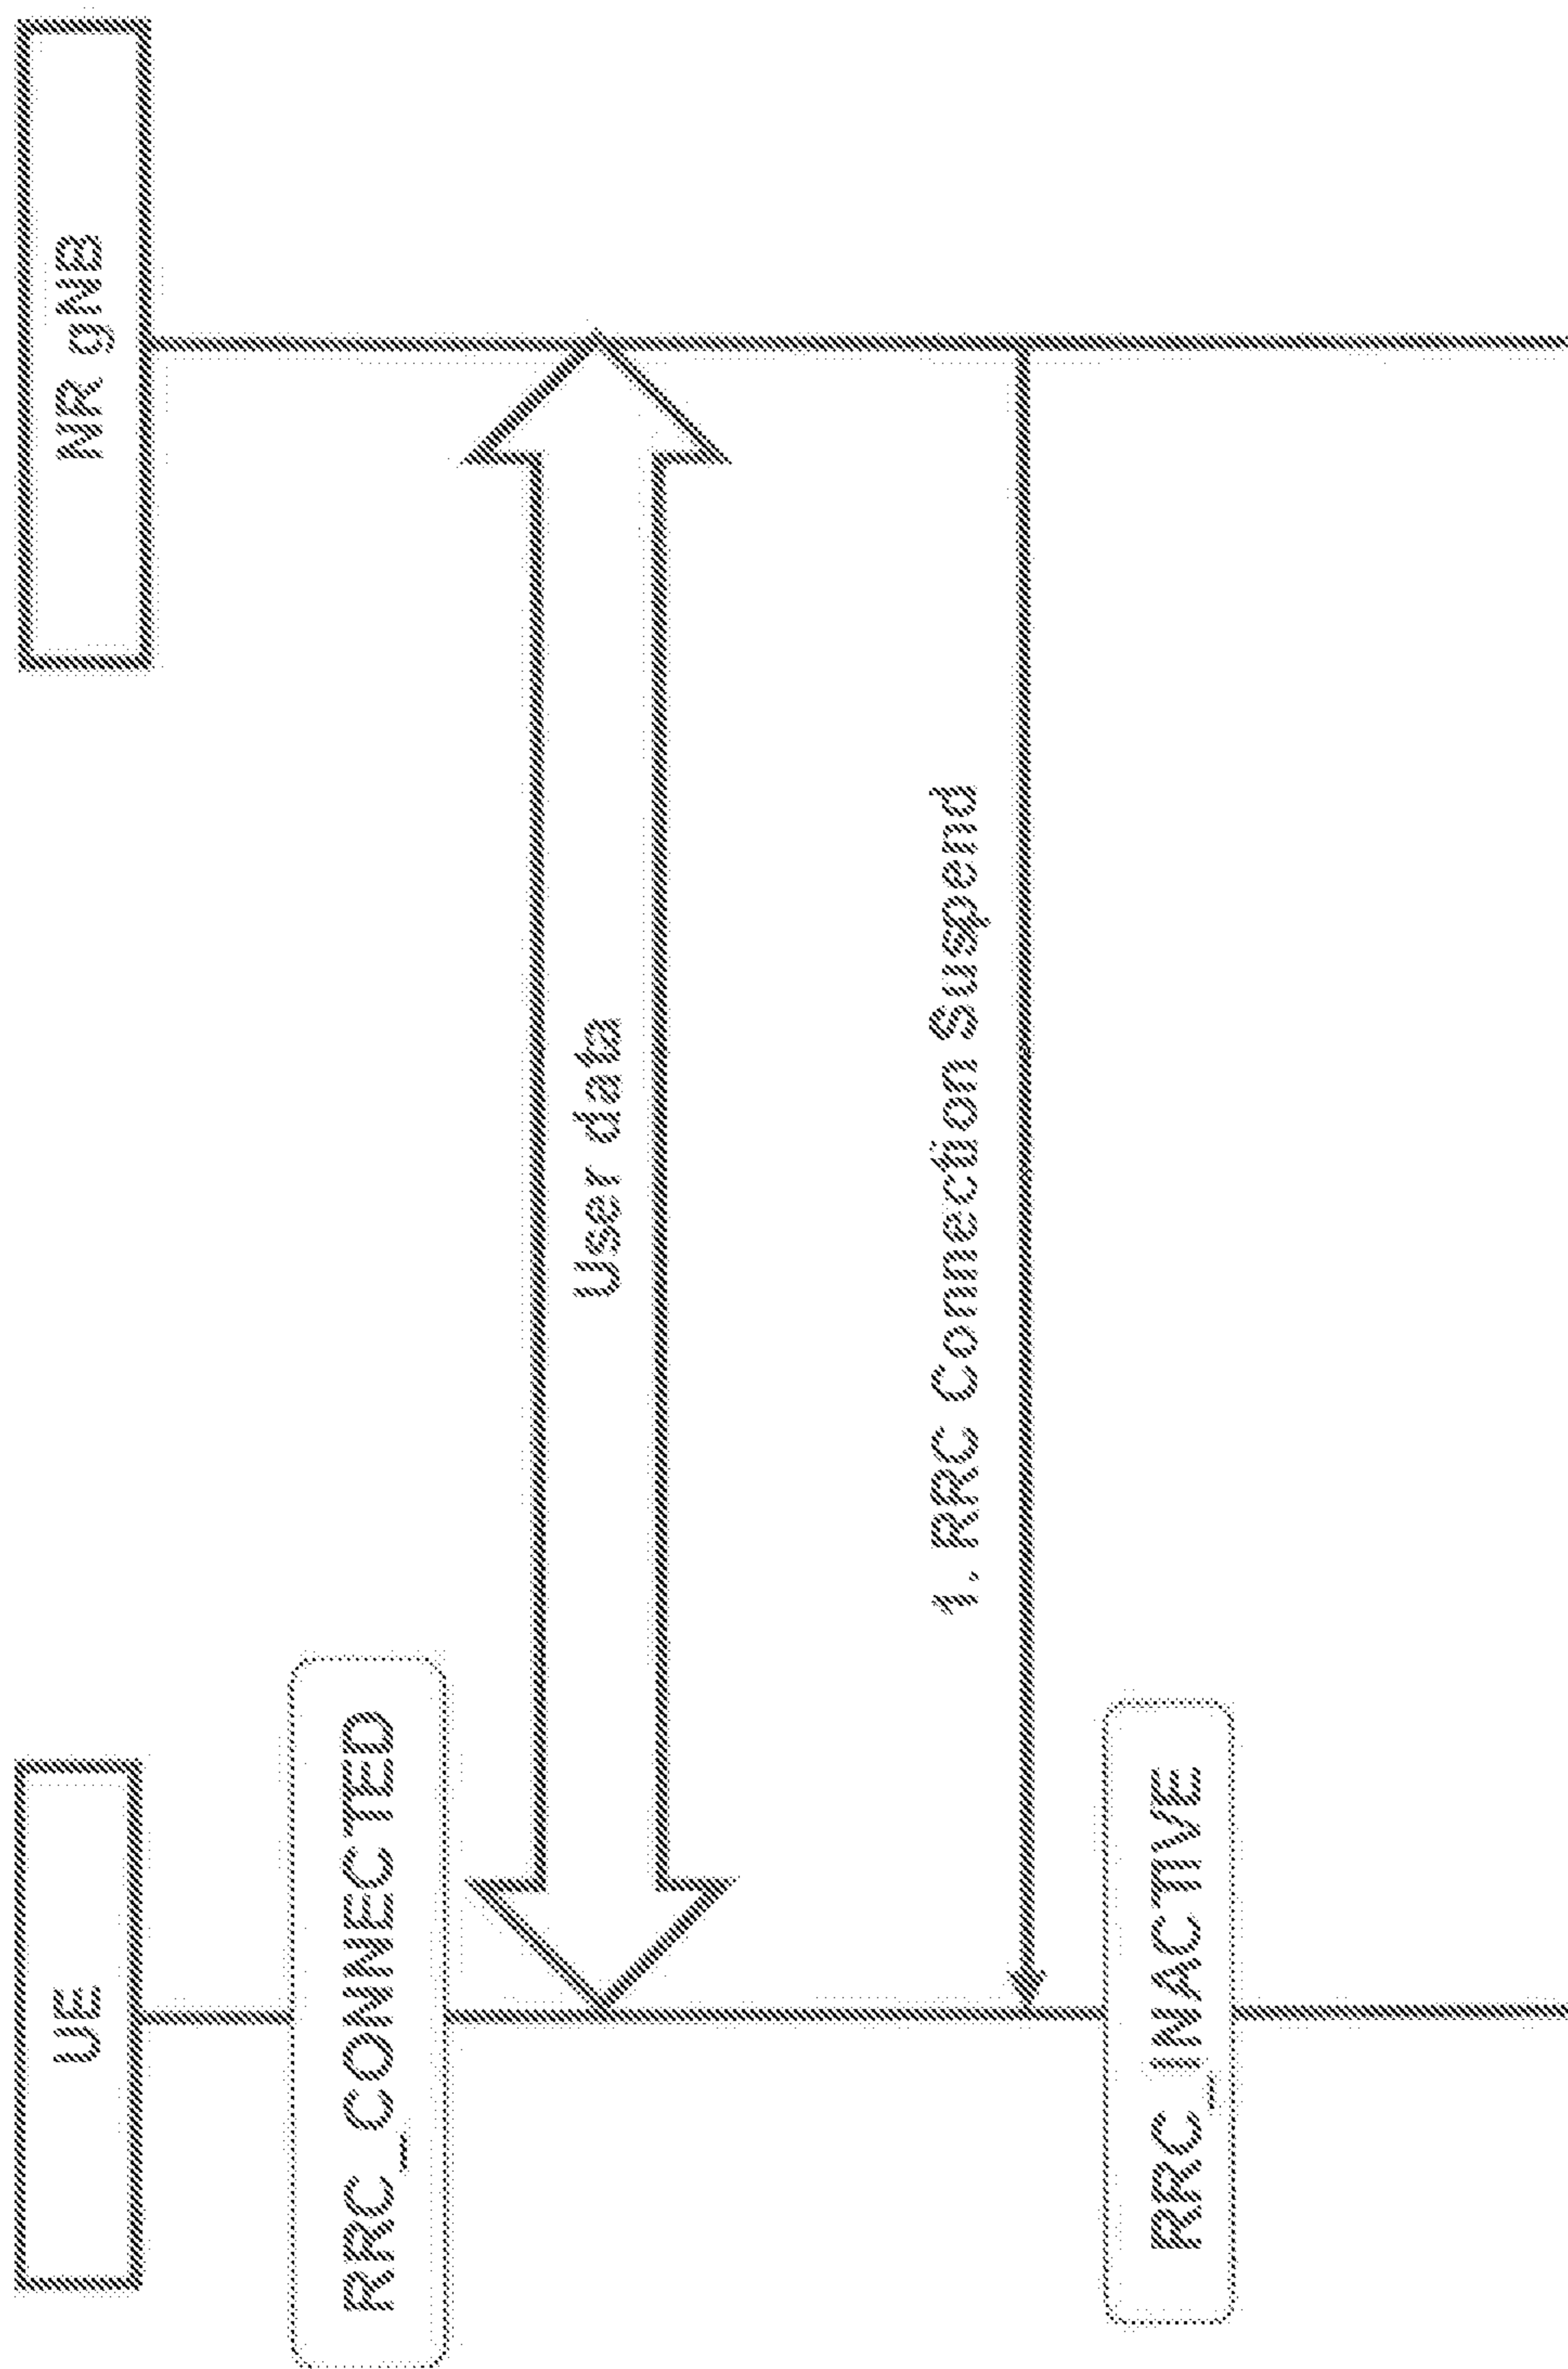 UE
NR gNB
RRC_CONNECTED
User data
1. RRC Connection Suspend
RRC_INACTIVE